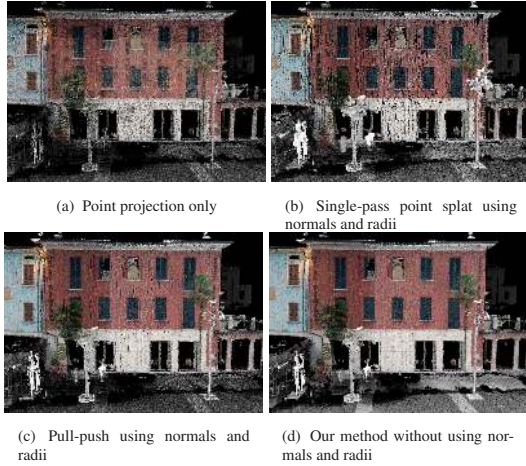 (a) Point projection only
(b) Single-pass point splat using
normals and radii
(c) Pull-push using normals and
radii
(d) Our method without using nor-
mals and radii